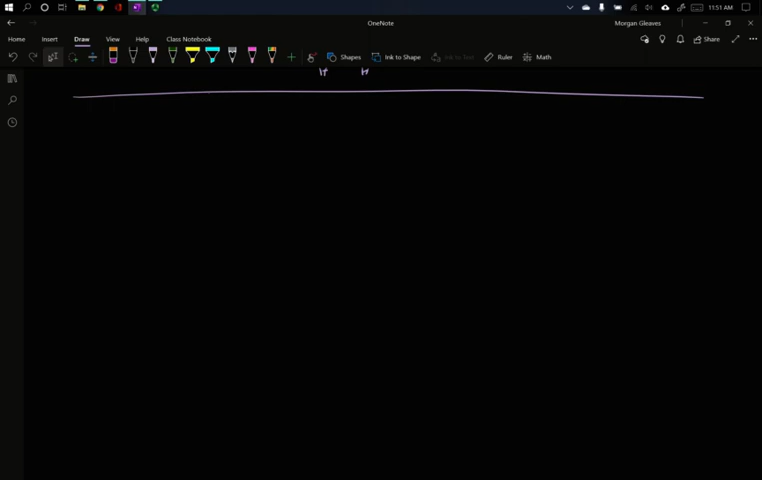 11:51 AM
OneNote
Morgan Gleaves
Home Insert Draw View Help Class Notebook
Share
Shapes Ink to Shape Ink to Text Ruler Math
H H